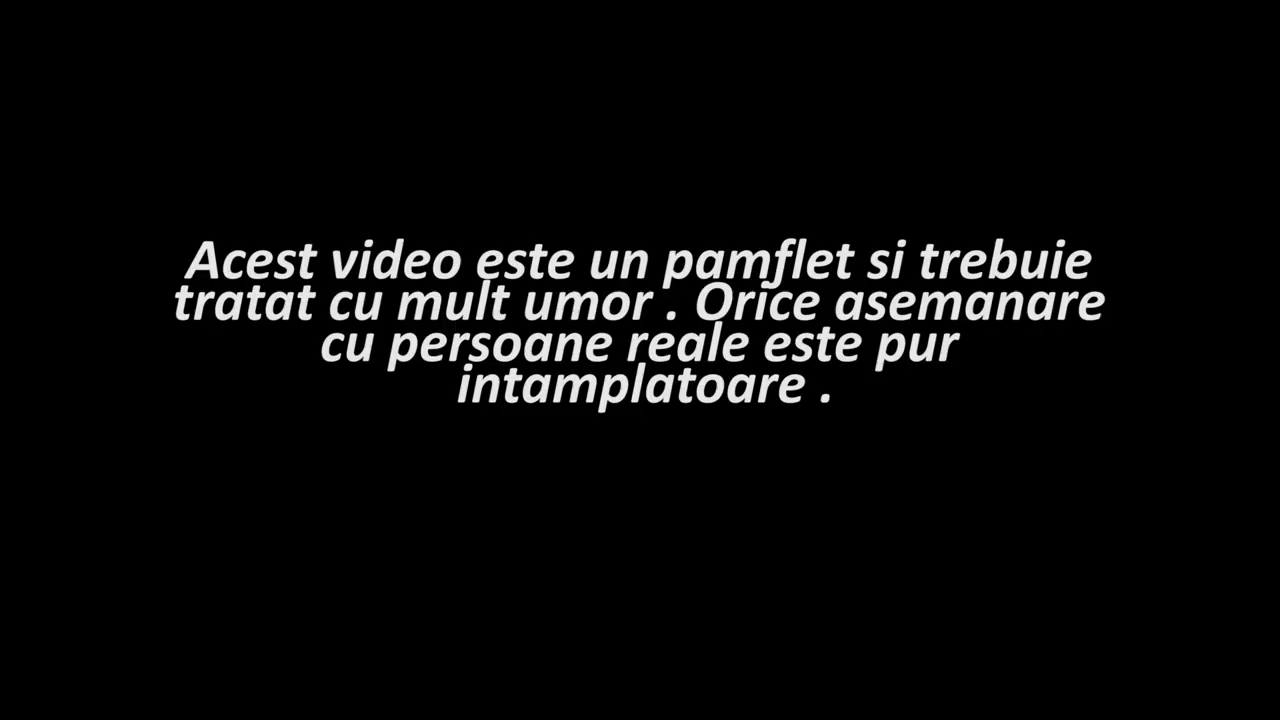 Acest video este un pamflet si trebuie
tratat cu mult umor . Orice asemanare
cu persoane reale este pur
intamplatoare .